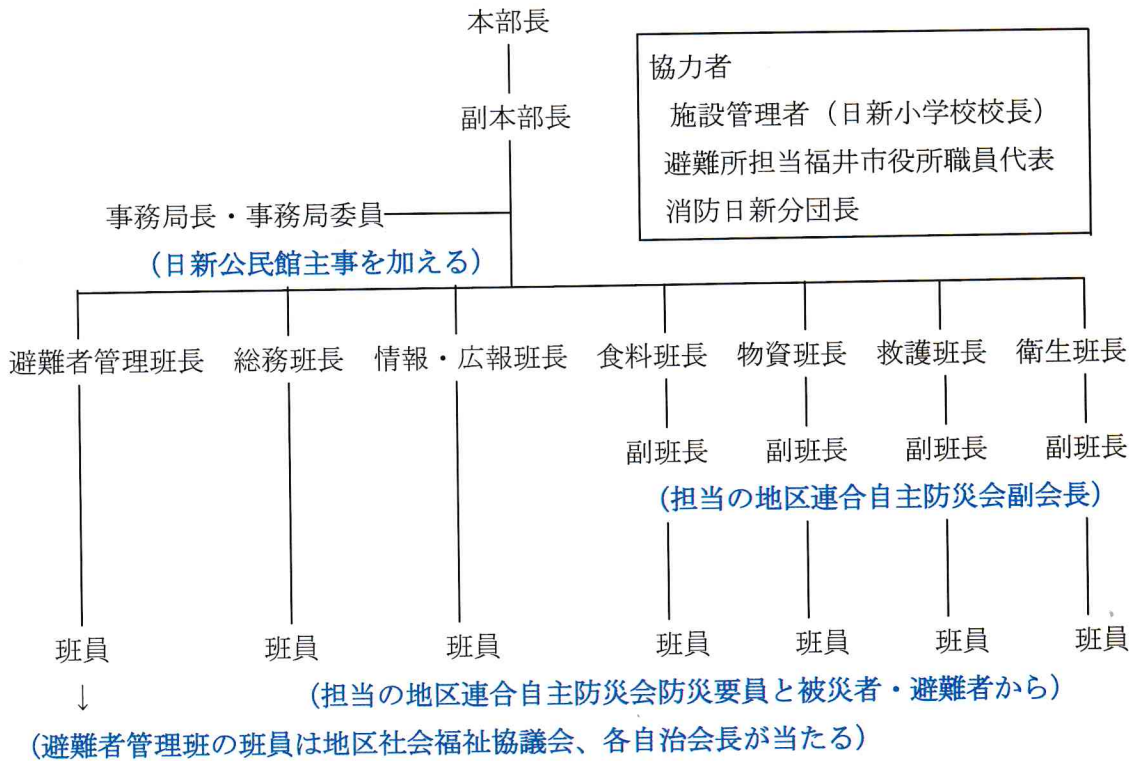 本部長
副本部長
協力者
施設管理者（日新小学校校長）
避難所担当福井市役所職員代表
消防日新分団長
事務局長・事務局委員
（日新公民館主事を加える）
避難者管理班長 総務班長 情報・広報班長 食料班長 物資班長 救護班長 衛生班長
副班長 副班長 副班長 副班長
（担当の地区連合自主防災会副会長）
班員 班員 班員 班員 班員 班員 班員
↓
（担当の地区連合自主防災会防災要員と被災者・避難者から）
（避難者管理班の班員は地区社会福祉協議会、各自治会長が当たる）